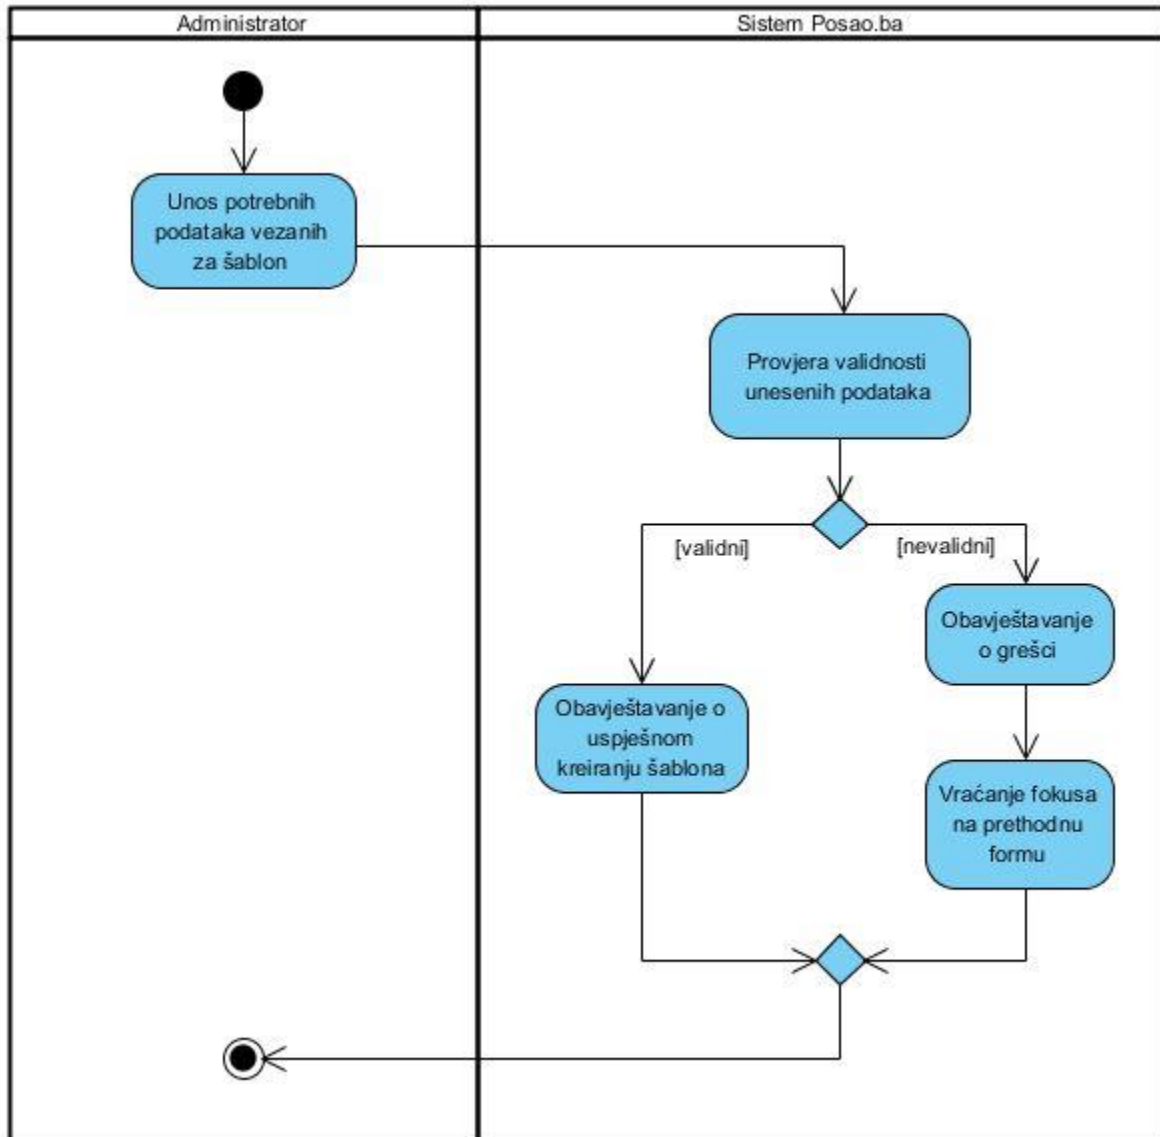 Administrator
Sistem Posao.ba
Unos potrebnih
podataka vezanih
za šablon
Provjera validnosti
unesenih podataka
[validni]
[nevalidni]
Obavještavanje
o grešci
Obavještavanje o
uspješnom
kreiranju šablona
Vraćanje fokusa
na prethodnu
formu